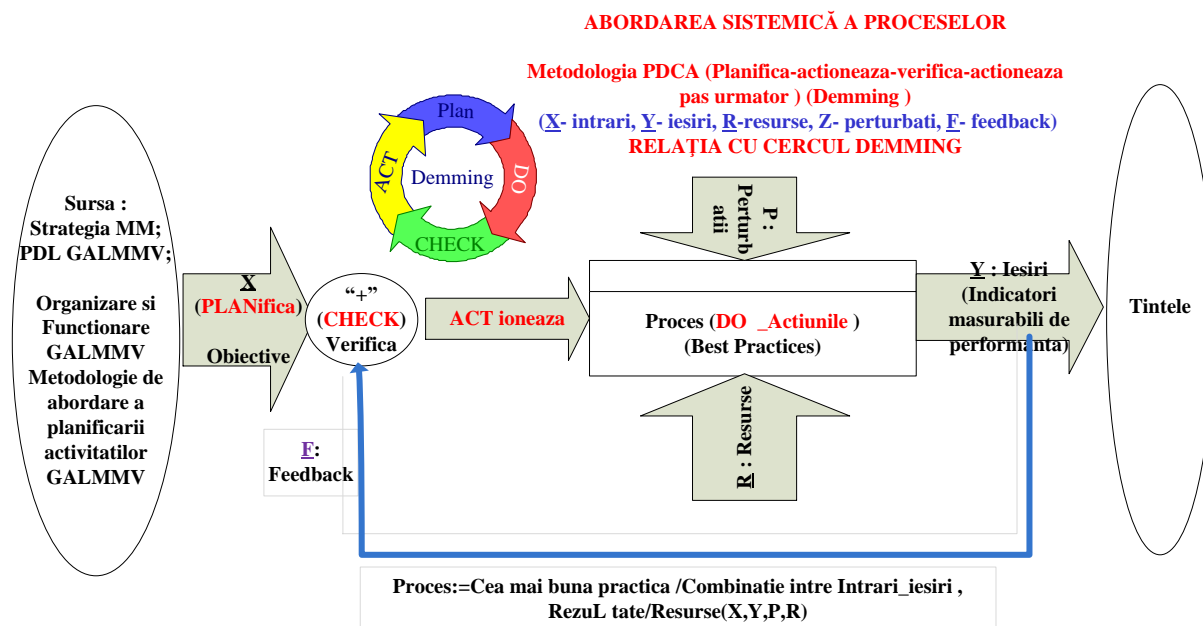 ABORDAREA SISTEMICĂ A PROCESELOR
Metodologia PDCA (Planifica-actioneaza-verifica-actioneaza
pas urmator ) (Demming )
(X- intrari, Y- iesiri, R-resurse, Z- perturbati, F- feedback)
RELAŢIA CU CERCUL DEMMING
Plan
DO
CHECK
ACT
Demming
Sursa :
Strategia MM;
PDL GALMMV;
Organizare si
Functionare
GALMMV
Metodologie de
abordare a
planificarii
activitatilor
GALMMV
X
(PLANifica)
Obiective
“+”
(CHECK)
Verifica
ACT ioneaza
P:
Perturb
atii
Proces (DO _Actiunile )
(Best Practices)
R : Resurse
Y : Iesiri
(Indicatori
masurabili de
performanta)
Tintele
F:
Feedback
Proces:=Cea mai buna practica /Combinatie intre Intrari_iesiri ,
RezuL tate/Resurse(X,Y,P,R)